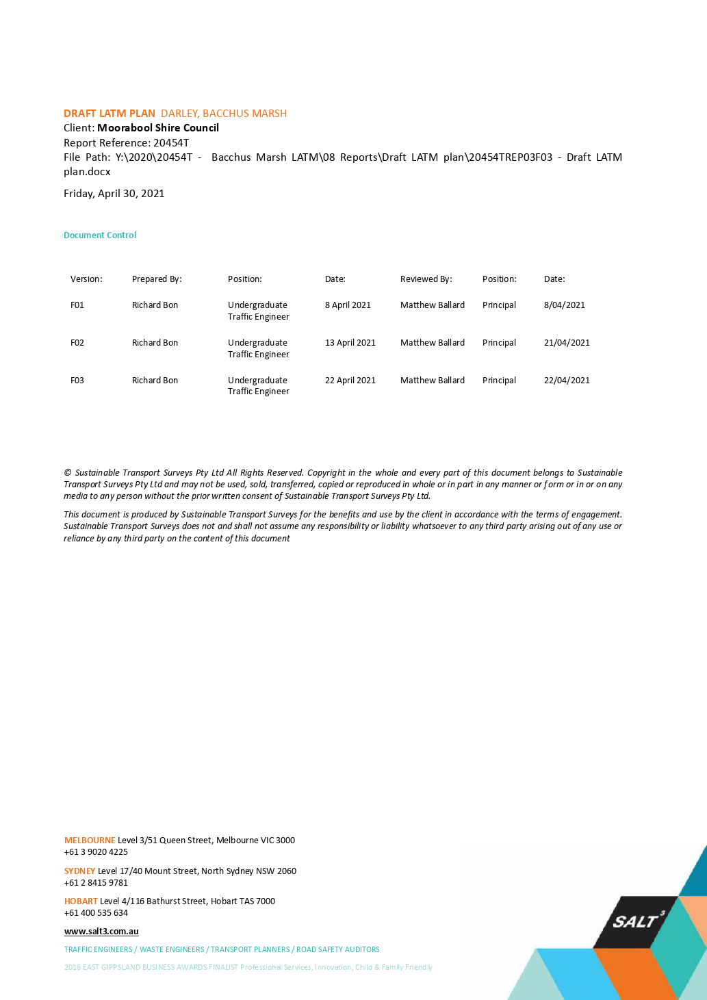 DRAFT LATM PLAN DARLEY, BACCHUS MARSH
Client: Moorabool Shire Council
Report Reference: 20454T
File Path: Y:\2020\20454T - Bacchus Marsh LATM\08 Reports\Draft LATM plan\20454TREP03F03 - Draft LATM
plan.docx
Friday, April 30, 2021
Document Control
Version: Prepared By: Position: Date: Reviewed By: Position: Date:
F01 Richard Bon Undergraduate 8 April 2021 Matthew Ballard Principal 8/04/2021
Traffic Engineer
F02 Richard Bon Undergraduate 13 April 2021 Matthew Ballard Principal 21/04/2021
Traffic Engineer
F03 Richard Bon Undergraduate 22 April 2021 Matthew Ballard Principal 22/04/2021
Traffic Engineer
© Sustainable Transport Surveys Pty Ltd All Rights Reserved. Copyright in the whole and every part of this document belongs to Sustainable
Transport Surveys Pty Ltd and may not be used, sold, transferred, copied or reproduced in whole or in part in any manner or form or in or on any
media to any person without the prior written consent of Sustainable Transport Surveys Pty Ltd.
This document is produced by Sustainable Transport Surveys for the benefits and use by the client in accordance with the terms of engagement.
Sustainable Transport Surveys does not and shall not assume any responsibility or liability whatsoever to any third party arising out of any use or
reliance by any third party on the content of this document
MELBOURNE Level 3/51 Queen Street, Melbourne VIC 3000
+61 3 9020 4225
SYDNEY Level 17/40 Mount Street, North Sydney NSW 2060
+61 2 8415 9781
HOBART Level 4/116 Bathurst Street, Hobart TAS 7000
+61 400 535 634
www.salt3.com.au
TRAFFIC ENGINEERS / WASTE ENGINEERS / TRANSPORT PLANNERS / ROAD SAFETY AUDITORS
2016 EAST GIPPSLAND BUSINESS AWARDS FINALIST Professional Services, Innovation, Child & Family Friendly
SALT³